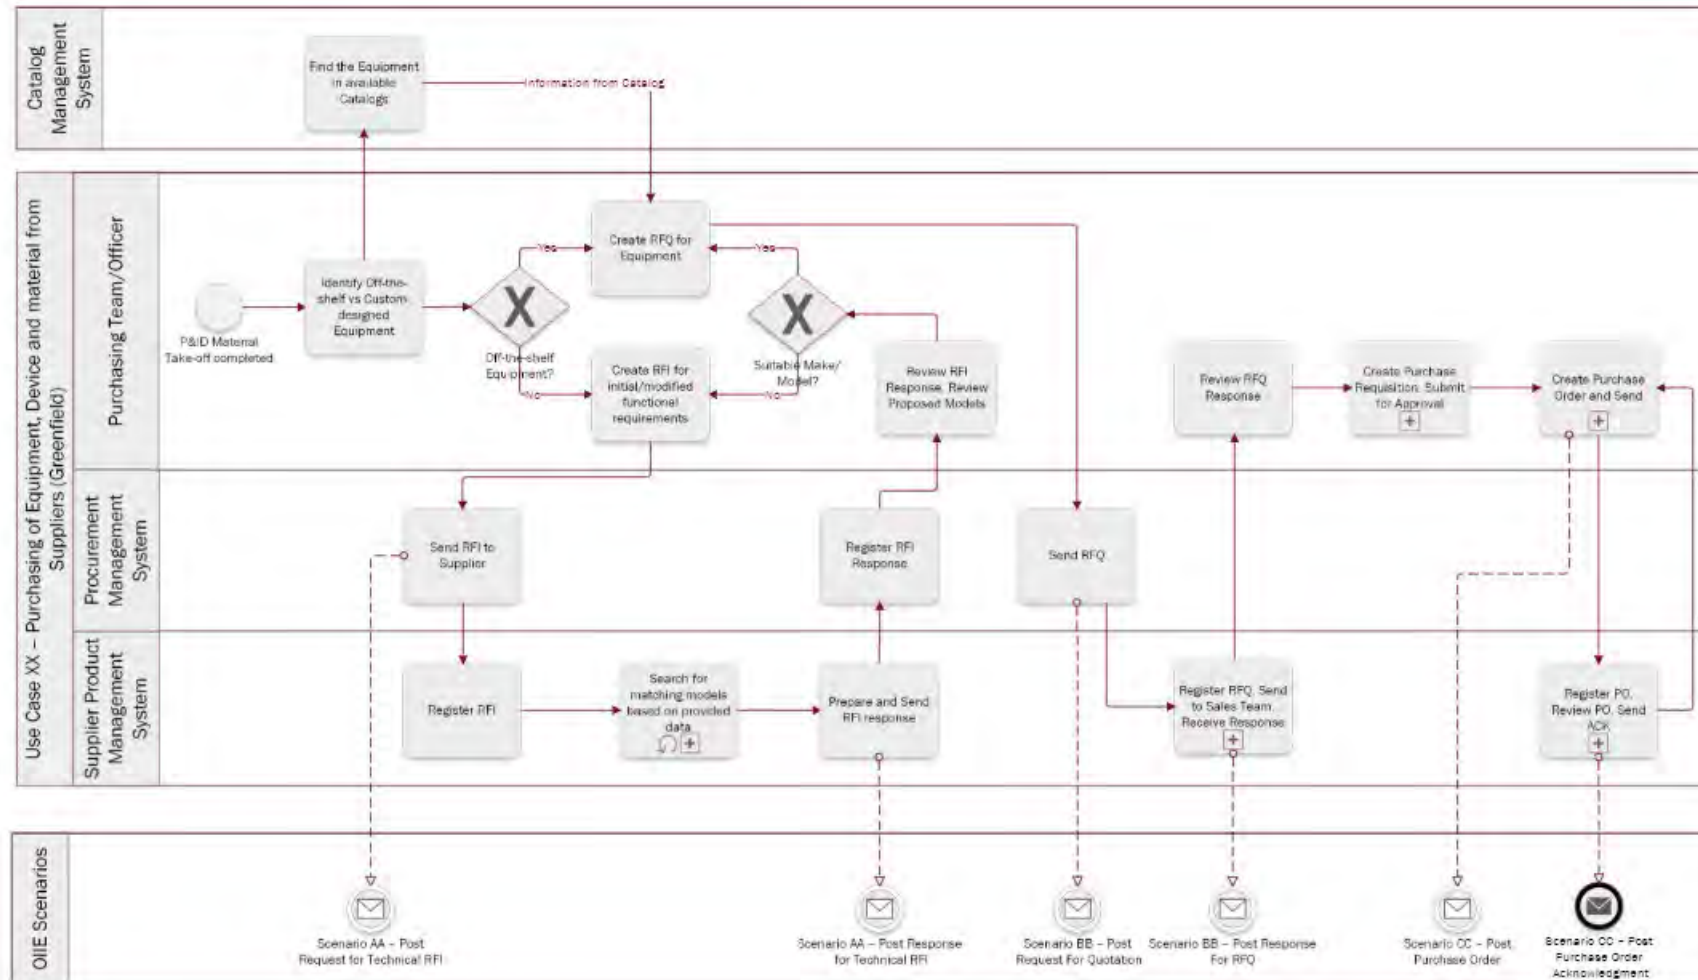 Catalog
Management
System
Find the Equipment
in available
Catalogs
Information from Catalog
Use Case XX – Purchasing of Equipment, Device and material from
Suppliers (Greenfield)
Purchasing Team/Officer
P&ID Material
Take-off completed
Identify Off-the-
shelf vs Custom
designed
Equipment
Off-the-shelf
Equipment?
Yes
No
Create RFQ for
Equipment
Create RFI for
initial/modified
functional
requirements
Suitable Make/
Model?
Yes
No
Review RFI
Response, Review
Proposed Models
Review RFQ
Response
Create Purchase
Requisition, Submit
for Approval
Create Purchase
Order and Send
Procurement
Management
System
Send RFI to
Supplier
Register RFI
Response
Send RFQ
Supplier Product
Management
System
Register RFI
Search for
matching models
based on provided
data
Prepare and Send
RFI response
Register RFQ, Send
to Sales Team,
Receive Response
Register PO,
Review PO, Send
ACK
OIIE Scenarios
Scenario AA – Post
Request for Technical RFI
Scenario AA – Post Response
for Technical RFI
Scenario BB – Post
Request For Quotation
Scenario BB – Post Response
For RFQ
Scenario CC – Post
Purchase Order
Scenario CC – Post
Purchase Order
Acknowledgment